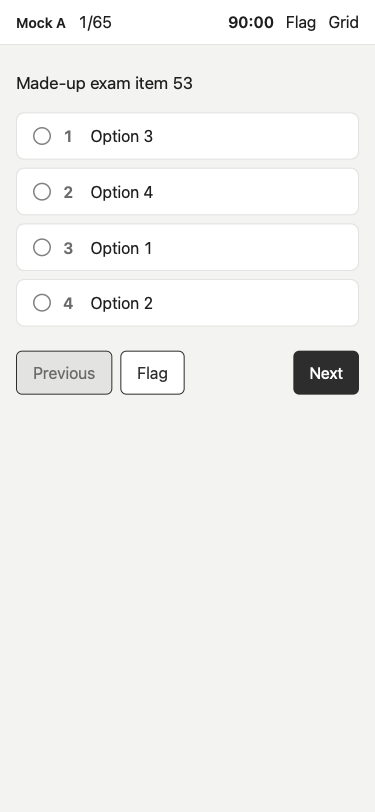 Mock A 1/65 90:00 Flag Grid
Made-up exam item 53
1 Option 3
2 Option 4
3 Option 1
4 Option 2
Previous Flag Next